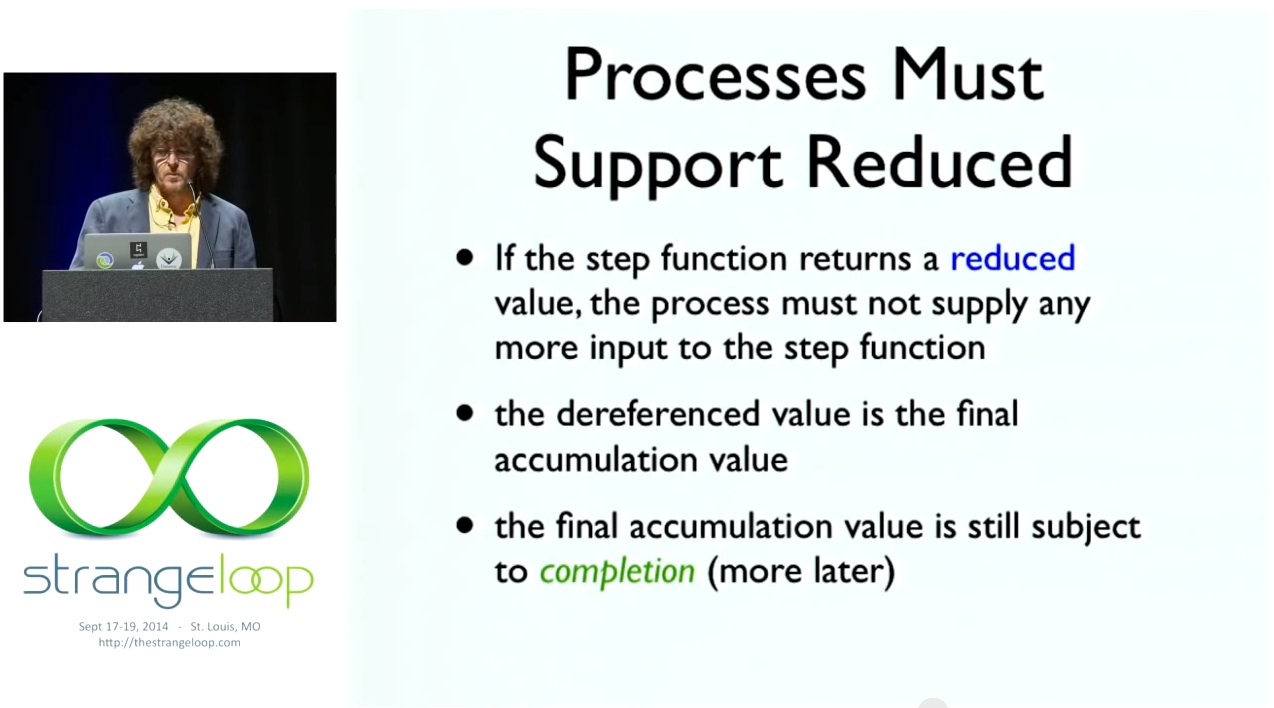 Processes Must
Support Reduced
• If the step function returns a reduced
value, the process must not supply any
more input to the step function
• the dereferenced value is the final
accumulation value
• the final accumulation value is still subject
to completion (more later)
strangeloop
Sept 17-19, 2014 - St. Louis, MO
http://thestrangeloop.com